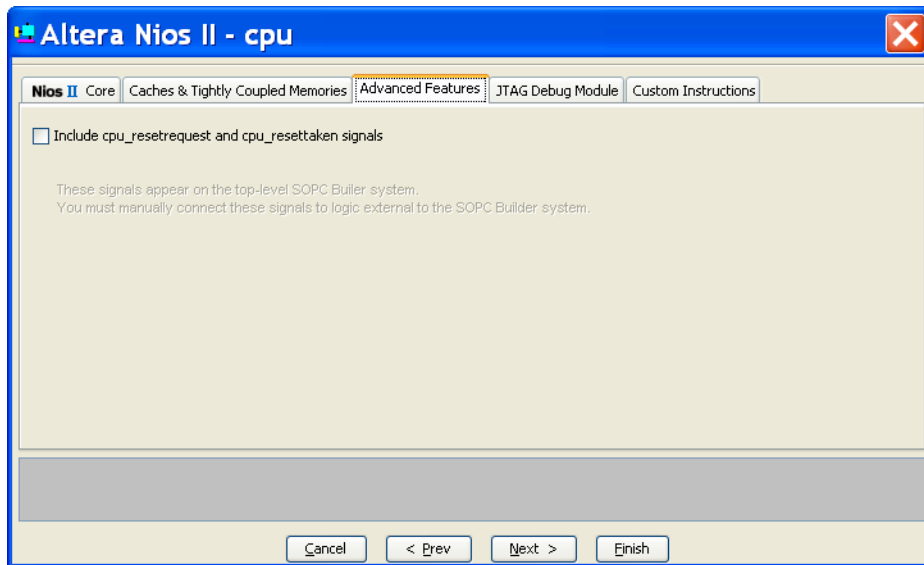 Altera Nios II - cpu
Nios II Core Caches & Tightly Coupled Memories Advanced Features JTAG Debug Module Custom Instructions
Include cpu_resetrequest and cpu_resettaken signals
These signals appear on the top-level SOPC Builer system.
You must manually connect these signals to logic external to the SOPC Builder system.
Cancel < Prev Next > Finish